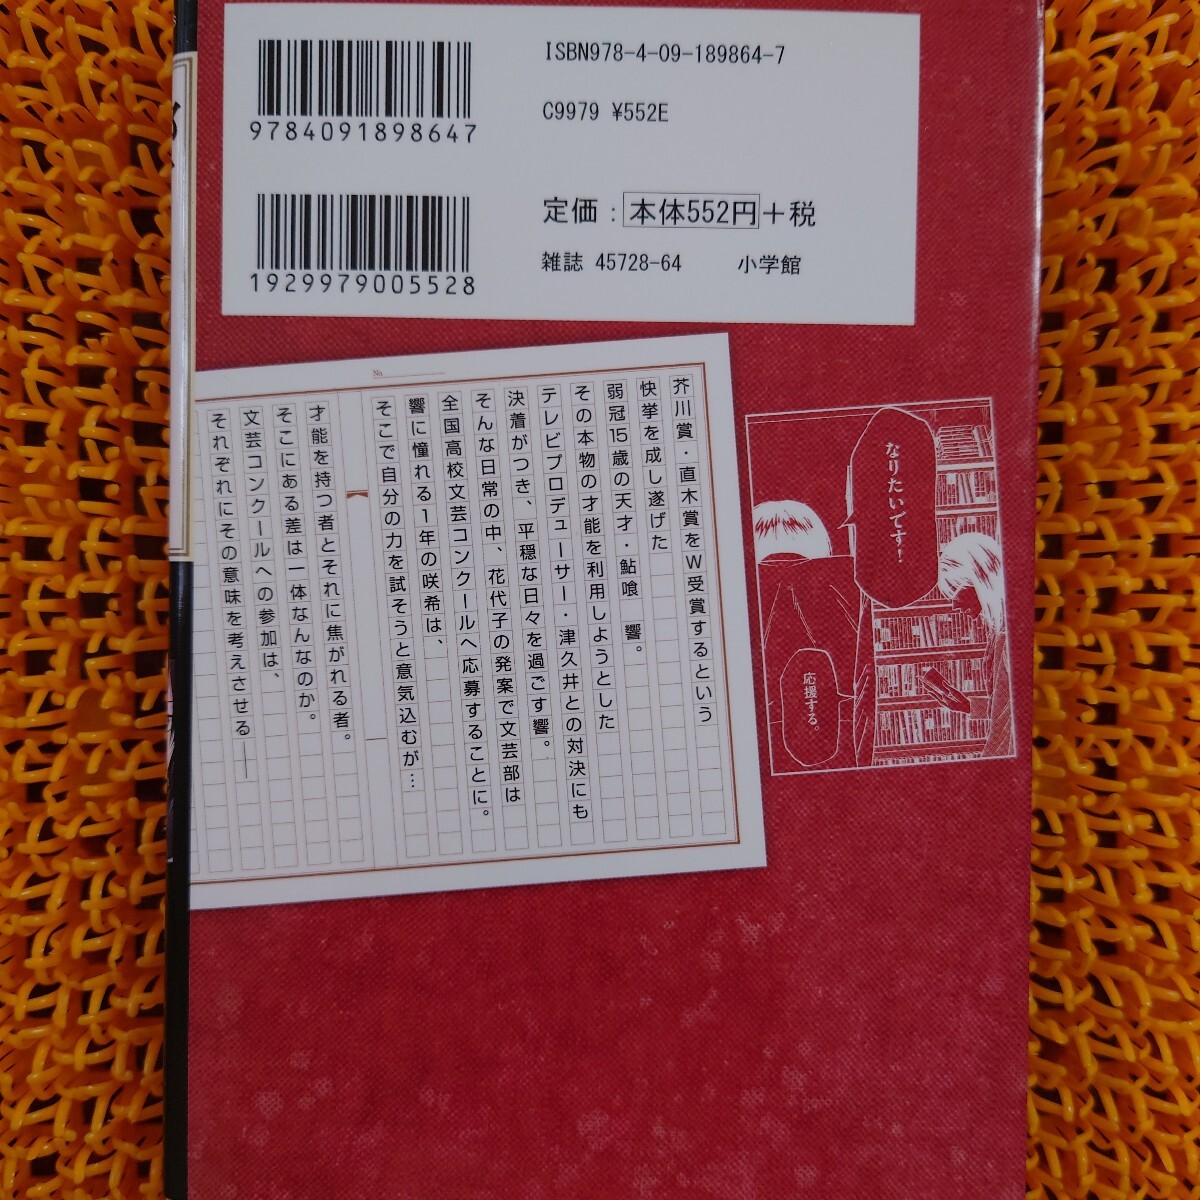 ISBN978-4-09-189864-7
C9979 ¥552E
9784091898647
定価:本体552円+税
雑誌 45728-64 小学館
1929979005528
No.
芥川賞・直木賞をW受賞するという
快挙を成し遂げた
弱冠15歳の天才・鮎喰 響。
その本物の才能を利用しようとした
テレビプロデューサー・津久井との対決にも
決着がつき、平穏な日々を過ごす響。
そんな日常の中、花代子の発案で文芸部は
全国高校文芸コンクールへ応募することに。
響に憧れる1年の咲希は、
そこで自分の力を試そうと意気込むが…
才能を持つ者とそれに焦がれる者。
そこにある差は一体なんなのか。
文芸コンクールへの参加は、
それぞれにその意味を考えさせる――
なりたいです!
応援する。